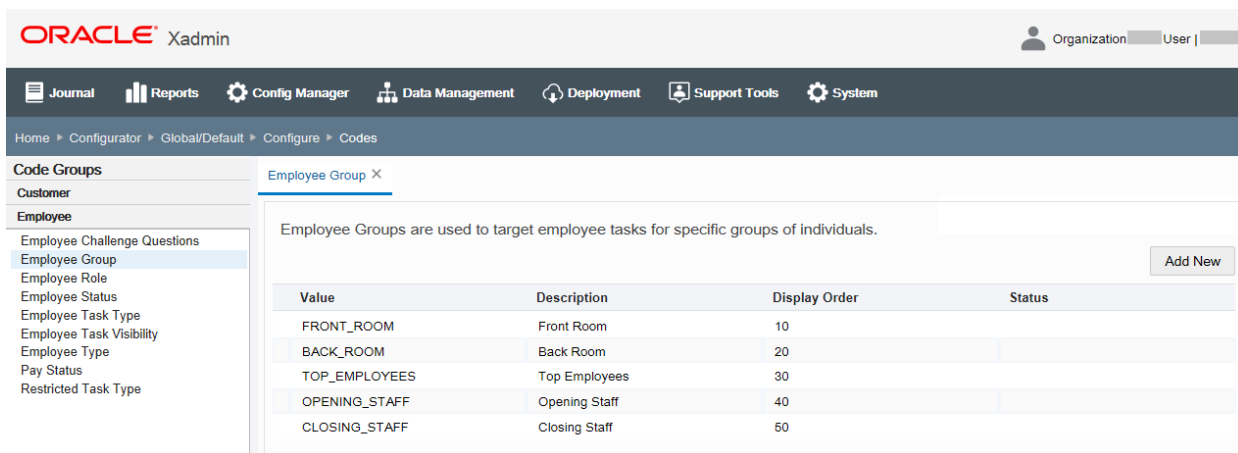 ORACLE Xadmin
Organization User |
Journal Reports Config Manager Data Management Deployment Support Tools System
Home ▸ Configurator ▸ Global/Default ▸ Configure ▸ Codes
Code Groups
Customer
Employee
Employee Challenge Questions
Employee Group
Employee Role
Employee Status
Employee Task Type
Employee Task Visibility
Employee Type
Pay Status
Restricted Task Type
Employee Group ×
Employee Groups are used to target employee tasks for specific groups of individuals.
Add New
Value Description Display Order Status
FRONT_ROOM Front Room 10
BACK_ROOM Back Room 20
TOP_EMPLOYEES Top Employees 30
OPENING_STAFF Opening Staff 40
CLOSING_STAFF Closing Staff 50